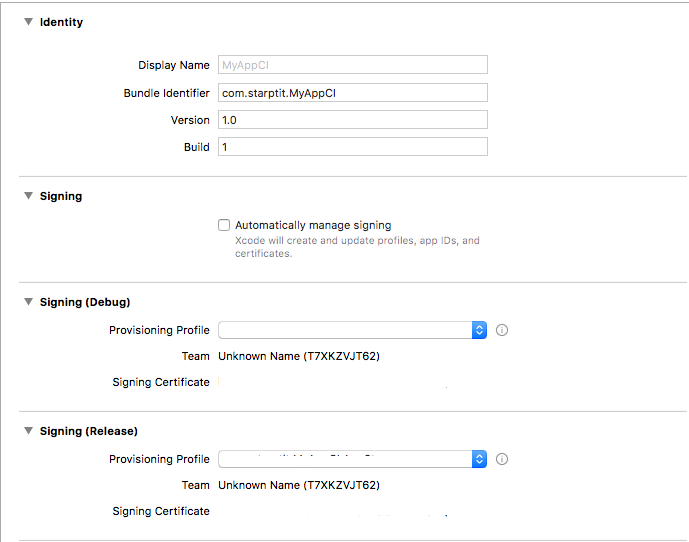 Identity
Display Name MyAppCI
Bundle Identifier com.starptit.MyAppCI
Version 1.0
Build 1
Signing
Automatically manage signing
Xcode will create and update profiles, app IDs, and
certificates.
Signing (Debug)
Provisioning Profile
Team Unknown Name (T7XKZVJT62)
Signing Certificate
Signing (Release)
Provisioning Profile
Team Unknown Name (T7XKZVJT62)
Signing Certificate